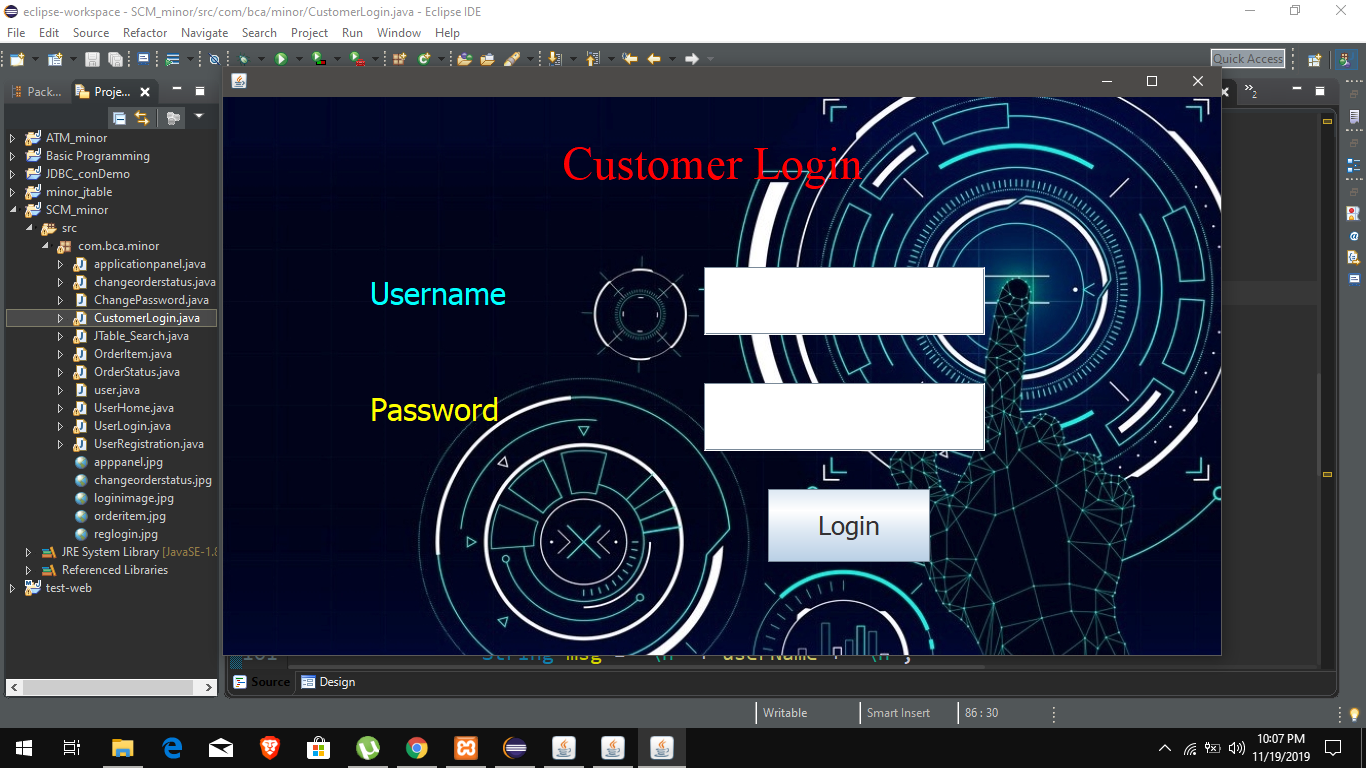 eclipse-workspace - SCM_minor/src/com/bca/minor/CustomerLogin.java - Eclipse IDE
File Edit Source Refactor Navigate Search Project Run Window Help
Quick Access
Pack...
Proje...
2
ATM_minor
Basic Programming
JDBC_conDemo
minor_jtable
SCM_minor
src
com.bca.minor
applicationpanel.java
changeorderstatus.java
ChangePassword.java
CustomerLogin.java
JTable_Search.java
OrderItem.java
OrderStatus.java
user.java
UserHome.java
UserLogin.java
UserRegistration.java
apppanel.jpg
changeorderstatus.jpg
loginimage.jpg
orderitem.jpg
reglogin.jpg
JRE System Library [JavaSE-1.8
Referenced Libraries
test-web
Customer Login
Username
Password
Login
Source
Design
Writable
Smart Insert
86 : 30
10:07 PM
11/19/2019